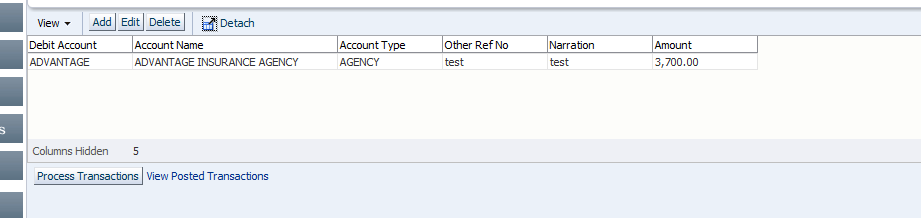 View Add Edit Delete Detach
Debit Account Account Name Account Type Other Ref No Narration Amount
ADVANTAGE ADVANTAGE INSURANCE AGENCY AGENCY test test 3,700.00
s
Columns Hidden 5
Process Transactions View Posted Transactions